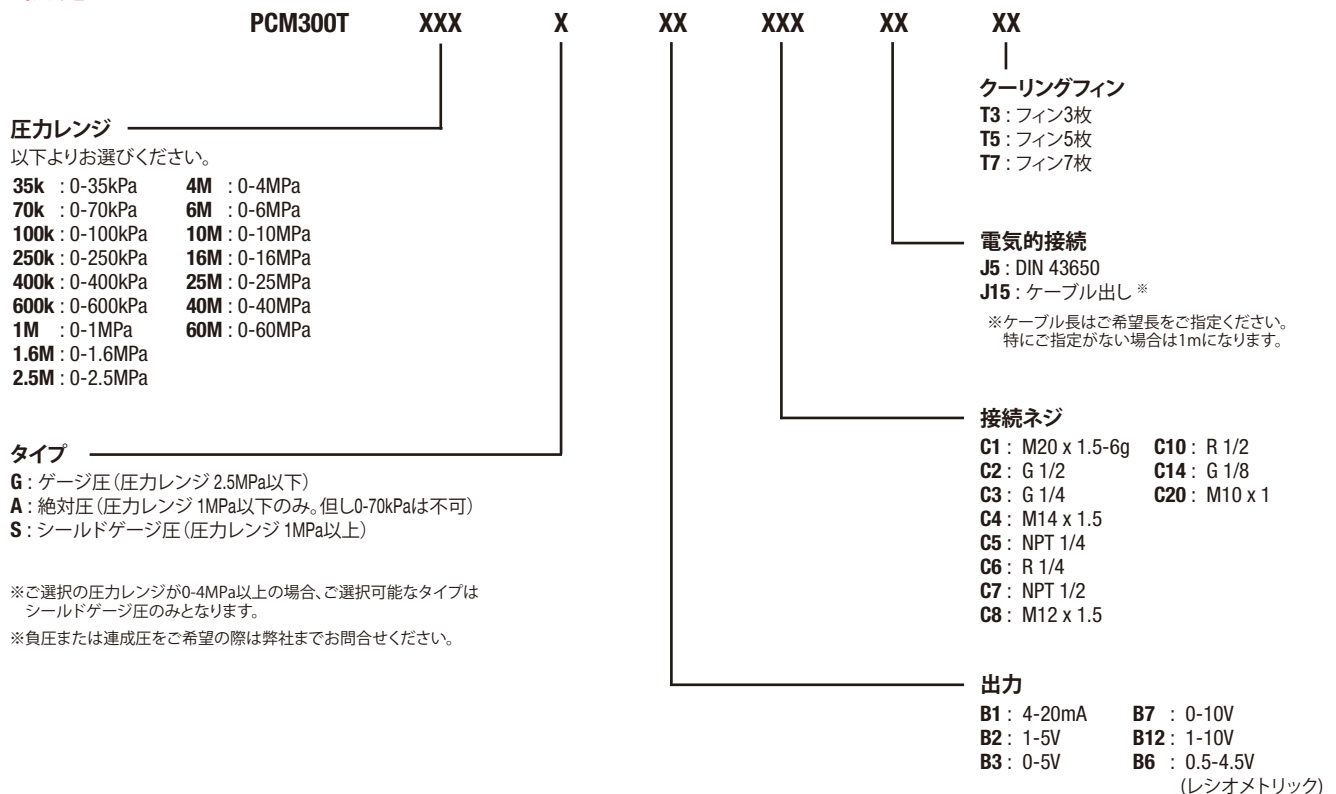 PCM300T XXX X XX XXX XX XX
クーリングフィン
T3 : フィン3枚
T5 : フィン5枚
T7 : フィン7枚
圧力レンジ
以下よりお選びください。
35k : 0-35kPa 4M : 0-4MPa
70k : 0-70kPa 6M : 0-6MPa
100k : 0-100kPa 10M : 0-10MPa
250k : 0-250kPa 16M : 0-16MPa
400k : 0-400kPa 25M : 0-25MPa
600k : 0-600kPa 40M : 0-40MPa
1M : 0-1MPa 60M : 0-60MPa
1.6M : 0-1.6MPa
2.5M : 0-2.5MPa
電気的接続
J5 : DIN 43650
J15 : ケーブル出し ※
※ケーブル長はご希望長をご指定ください。
特にご指定がない場合は1mになります。
タイプ
G : ゲージ圧(圧力レンジ 2.5MPa以下)
A : 絶対圧(圧力レンジ 1MPa以下のみ。但し0-70kPaは不可)
S : シールドゲージ圧(圧力レンジ 1MPa以上)
※ご選択の圧力レンジが0-4MPa以上の場合、ご選択可能なタイプは
シールドゲージ圧のみとなります。
※負圧または連成圧をご希望の際は弊社までお問合せください。
接続ネジ
C1 : M20 x 1.5-6g C10 : R 1/2
C2 : G 1/2 C14 : G 1/8
C3 : G 1/4 C20 : M10 x 1
C4 : M14 x 1.5
C5 : NPT 1/4
C6 : R 1/4
C7 : NPT 1/2
C8 : M12 x 1.5
出力
B1 : 4-20mA B7 : 0-10V
B2 : 1-5V B12 : 1-10V
B3 : 0-5V B6 : 0.5-4.5V
(レシオメトリック)